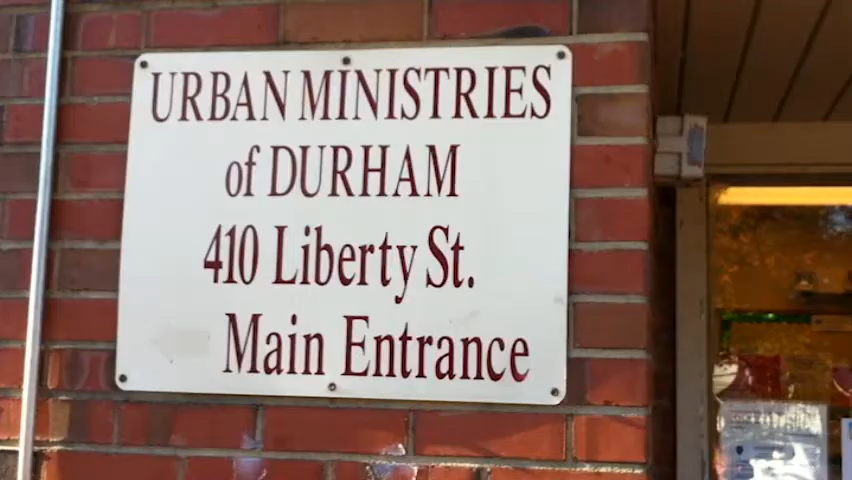 URBAN MINISTRIES
of DURHAM
410 Liberty St.
Main Entrance